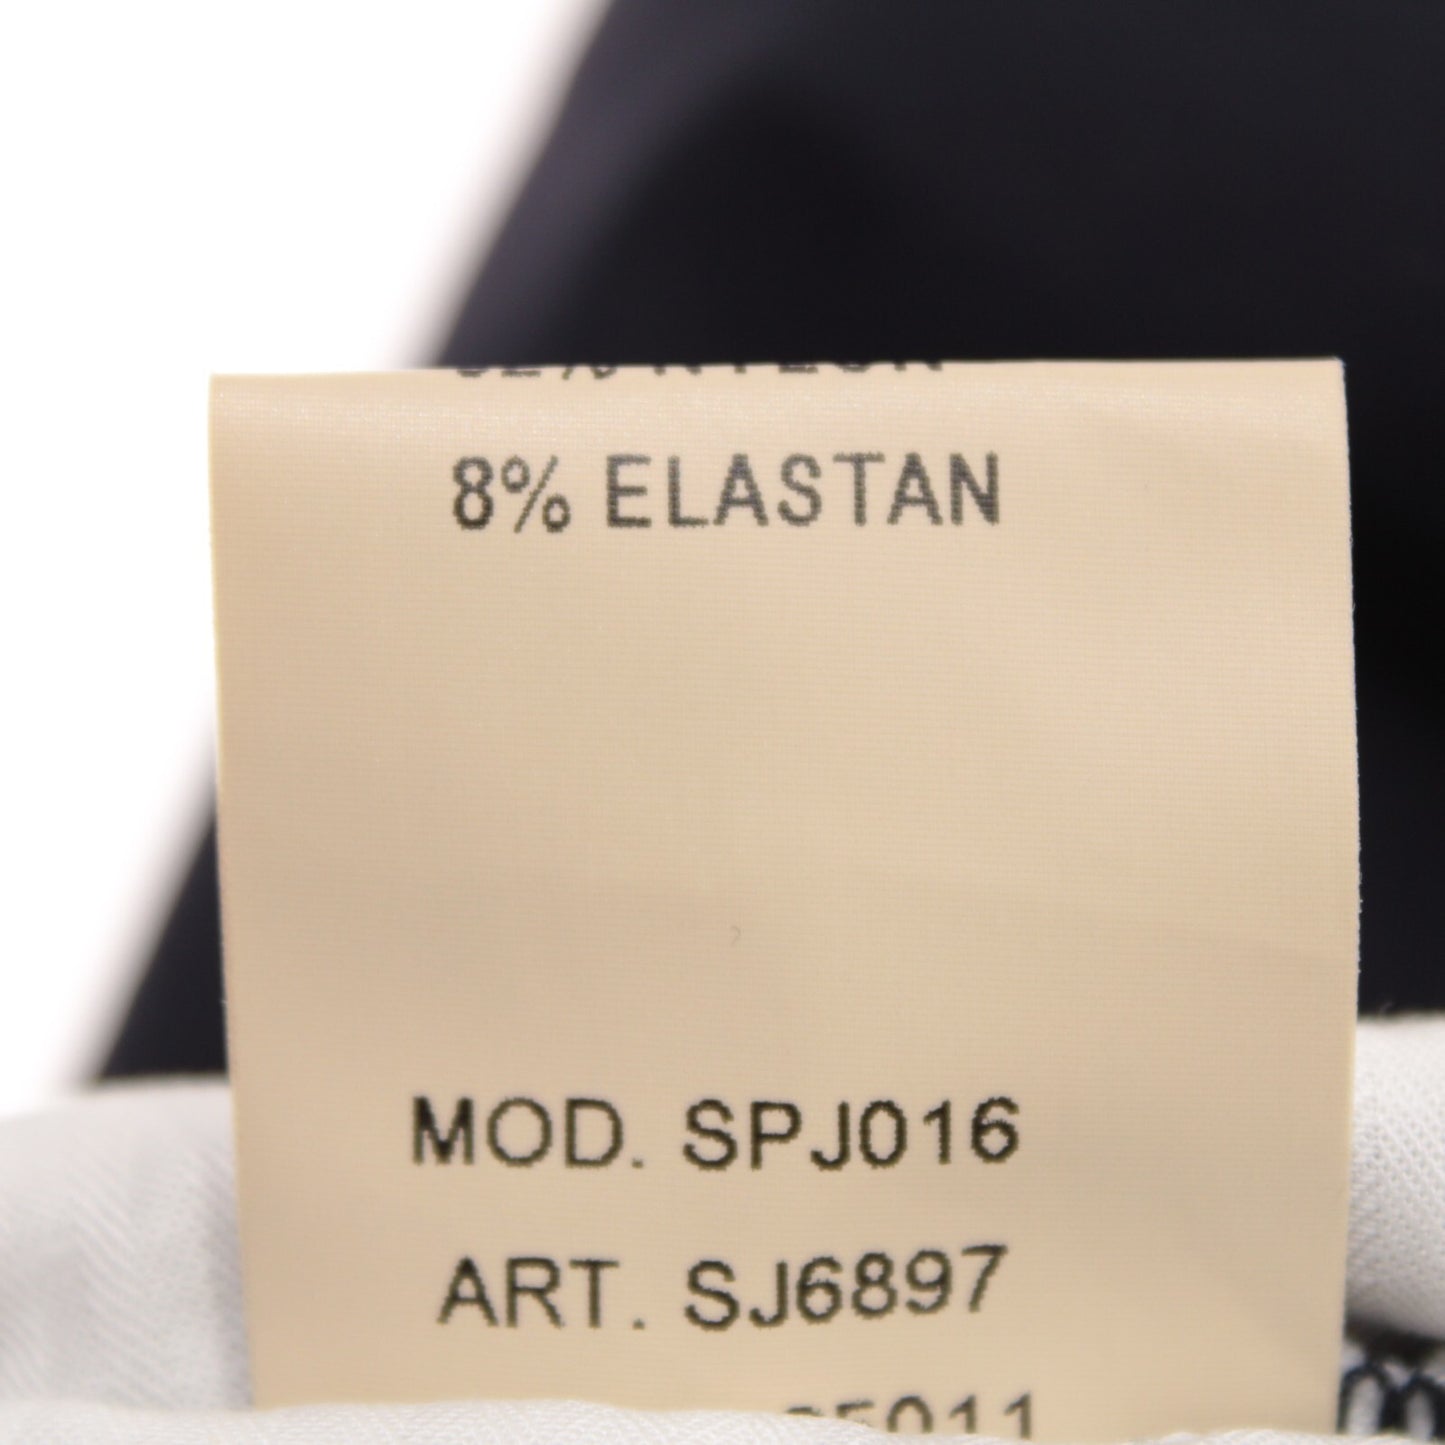 8% ELASTAN
MOD. SPJ016
ART. SJ6897